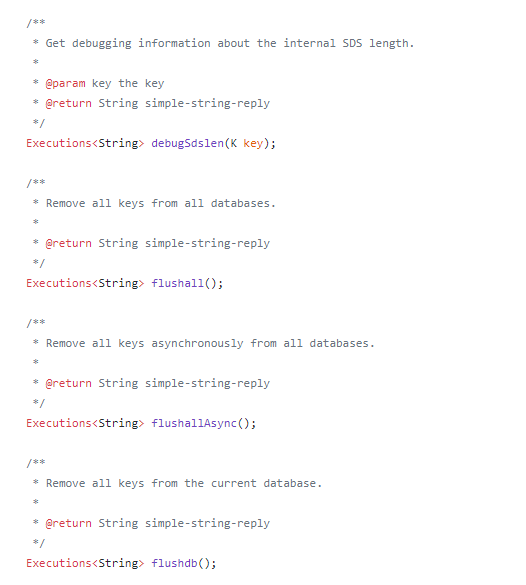 /**
 * Get debugging information about the internal SDS length.
 *
 * @param key the key
 * @return String simple-string-reply
 */
Executions<String> debugSdslen(K key);
/**
 * Remove all keys from all databases.
 *
 * @return String simple-string-reply
 */
Executions<String> flushall();
/**
 * Remove all keys asynchronously from all databases.
 *
 * @return String simple-string-reply
 */
Executions<String> flushallAsync();
/**
 * Remove all keys from the current database.
 *
 * @return String simple-string-reply
 */
Executions<String> flushdb();